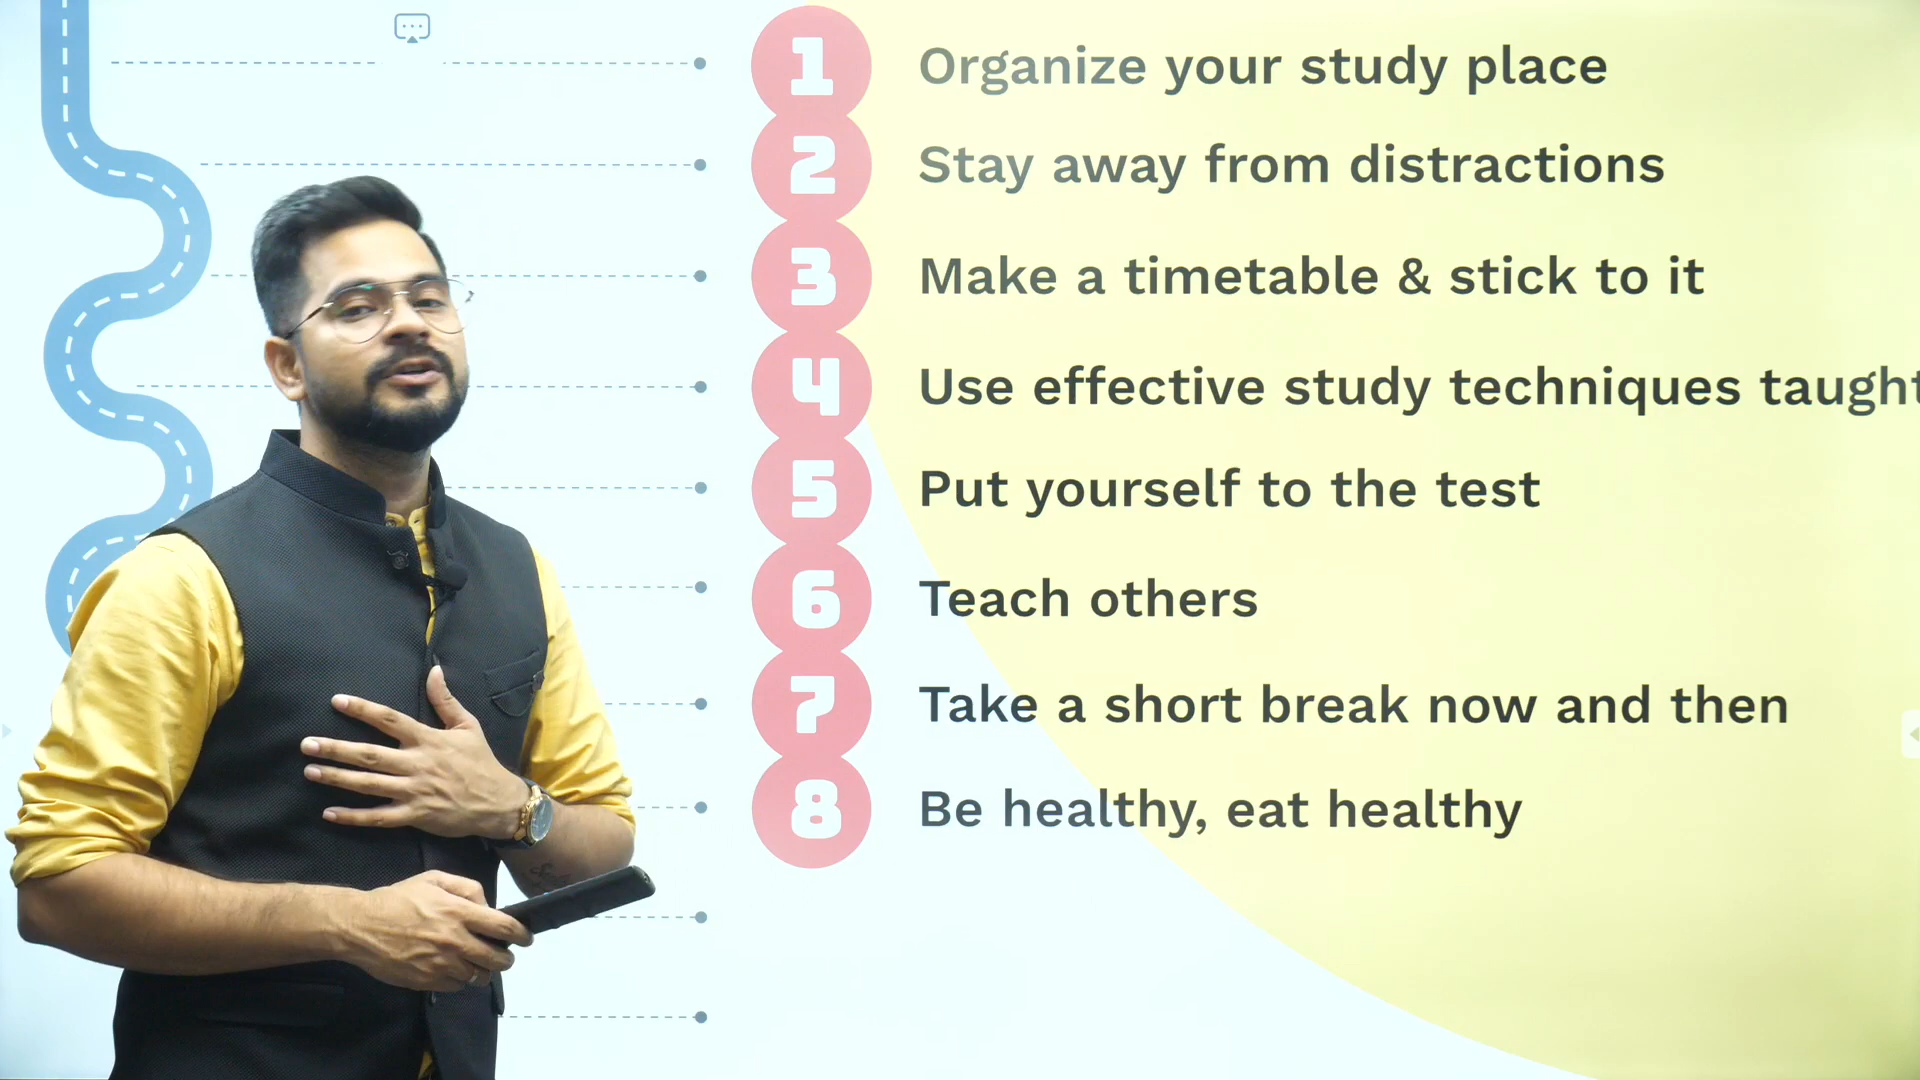 1 Organize your study place
2 Stay away from distractions
3 Make a timetable & stick to it
4 Use effective study techniques taught
5 Put yourself to the test
6 Teach others
7 Take a short break now and then
8 Be healthy, eat healthy